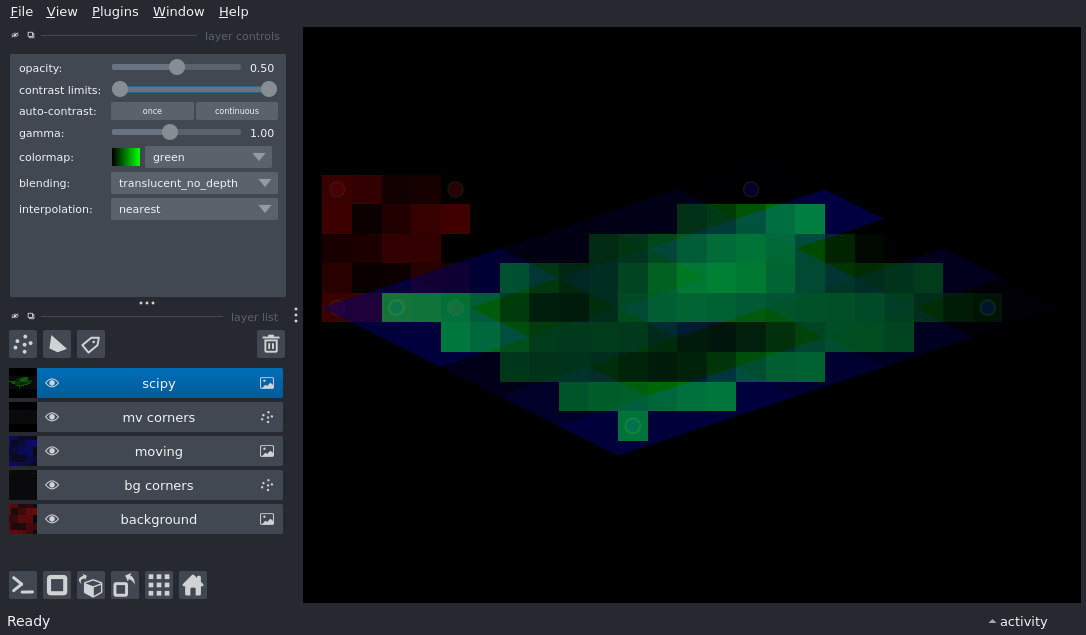 File View Plugins Window Help
layer controls
opacity: 0.50
contrast limits:
auto-contrast: once continuous
gamma: 1.00
colormap: green
blending: translucent_no_depth
interpolation: nearest
layer list
scipy
mv corners
moving
bg corners
background
Ready activity